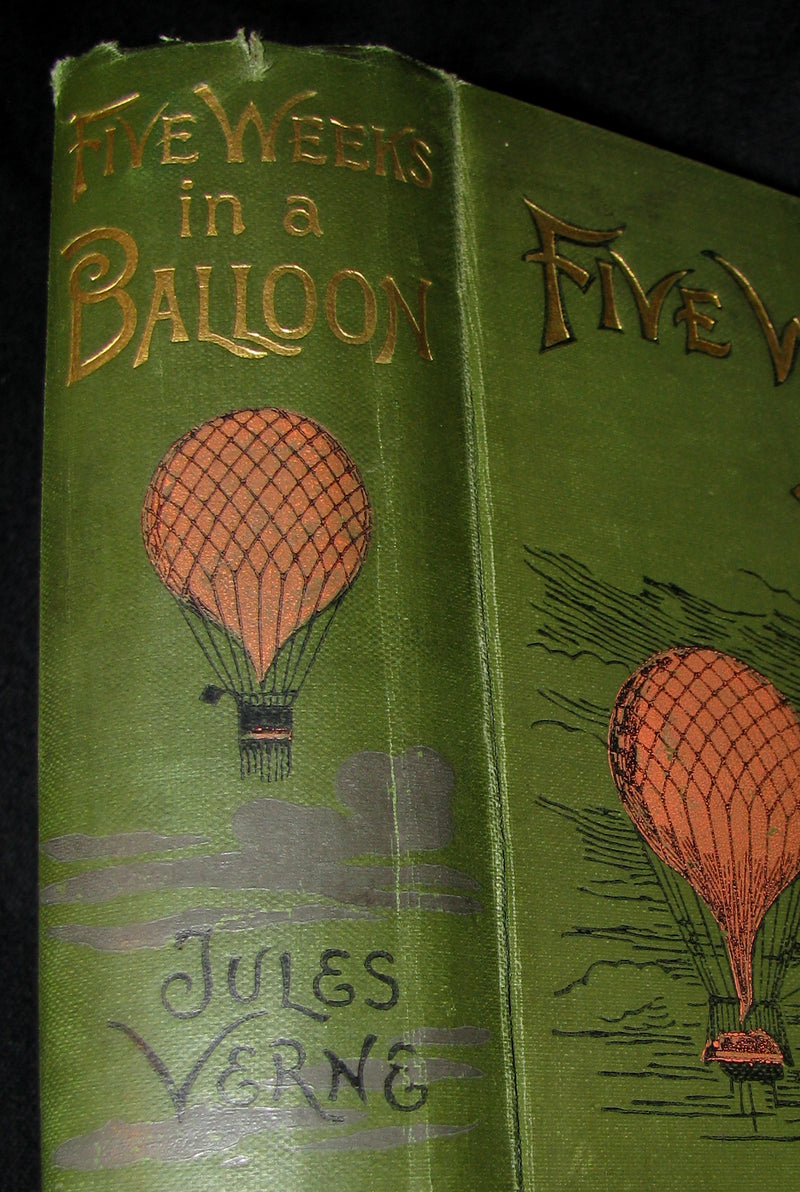 Five Weeks
in a
Balloon
Jules
Verne
Five